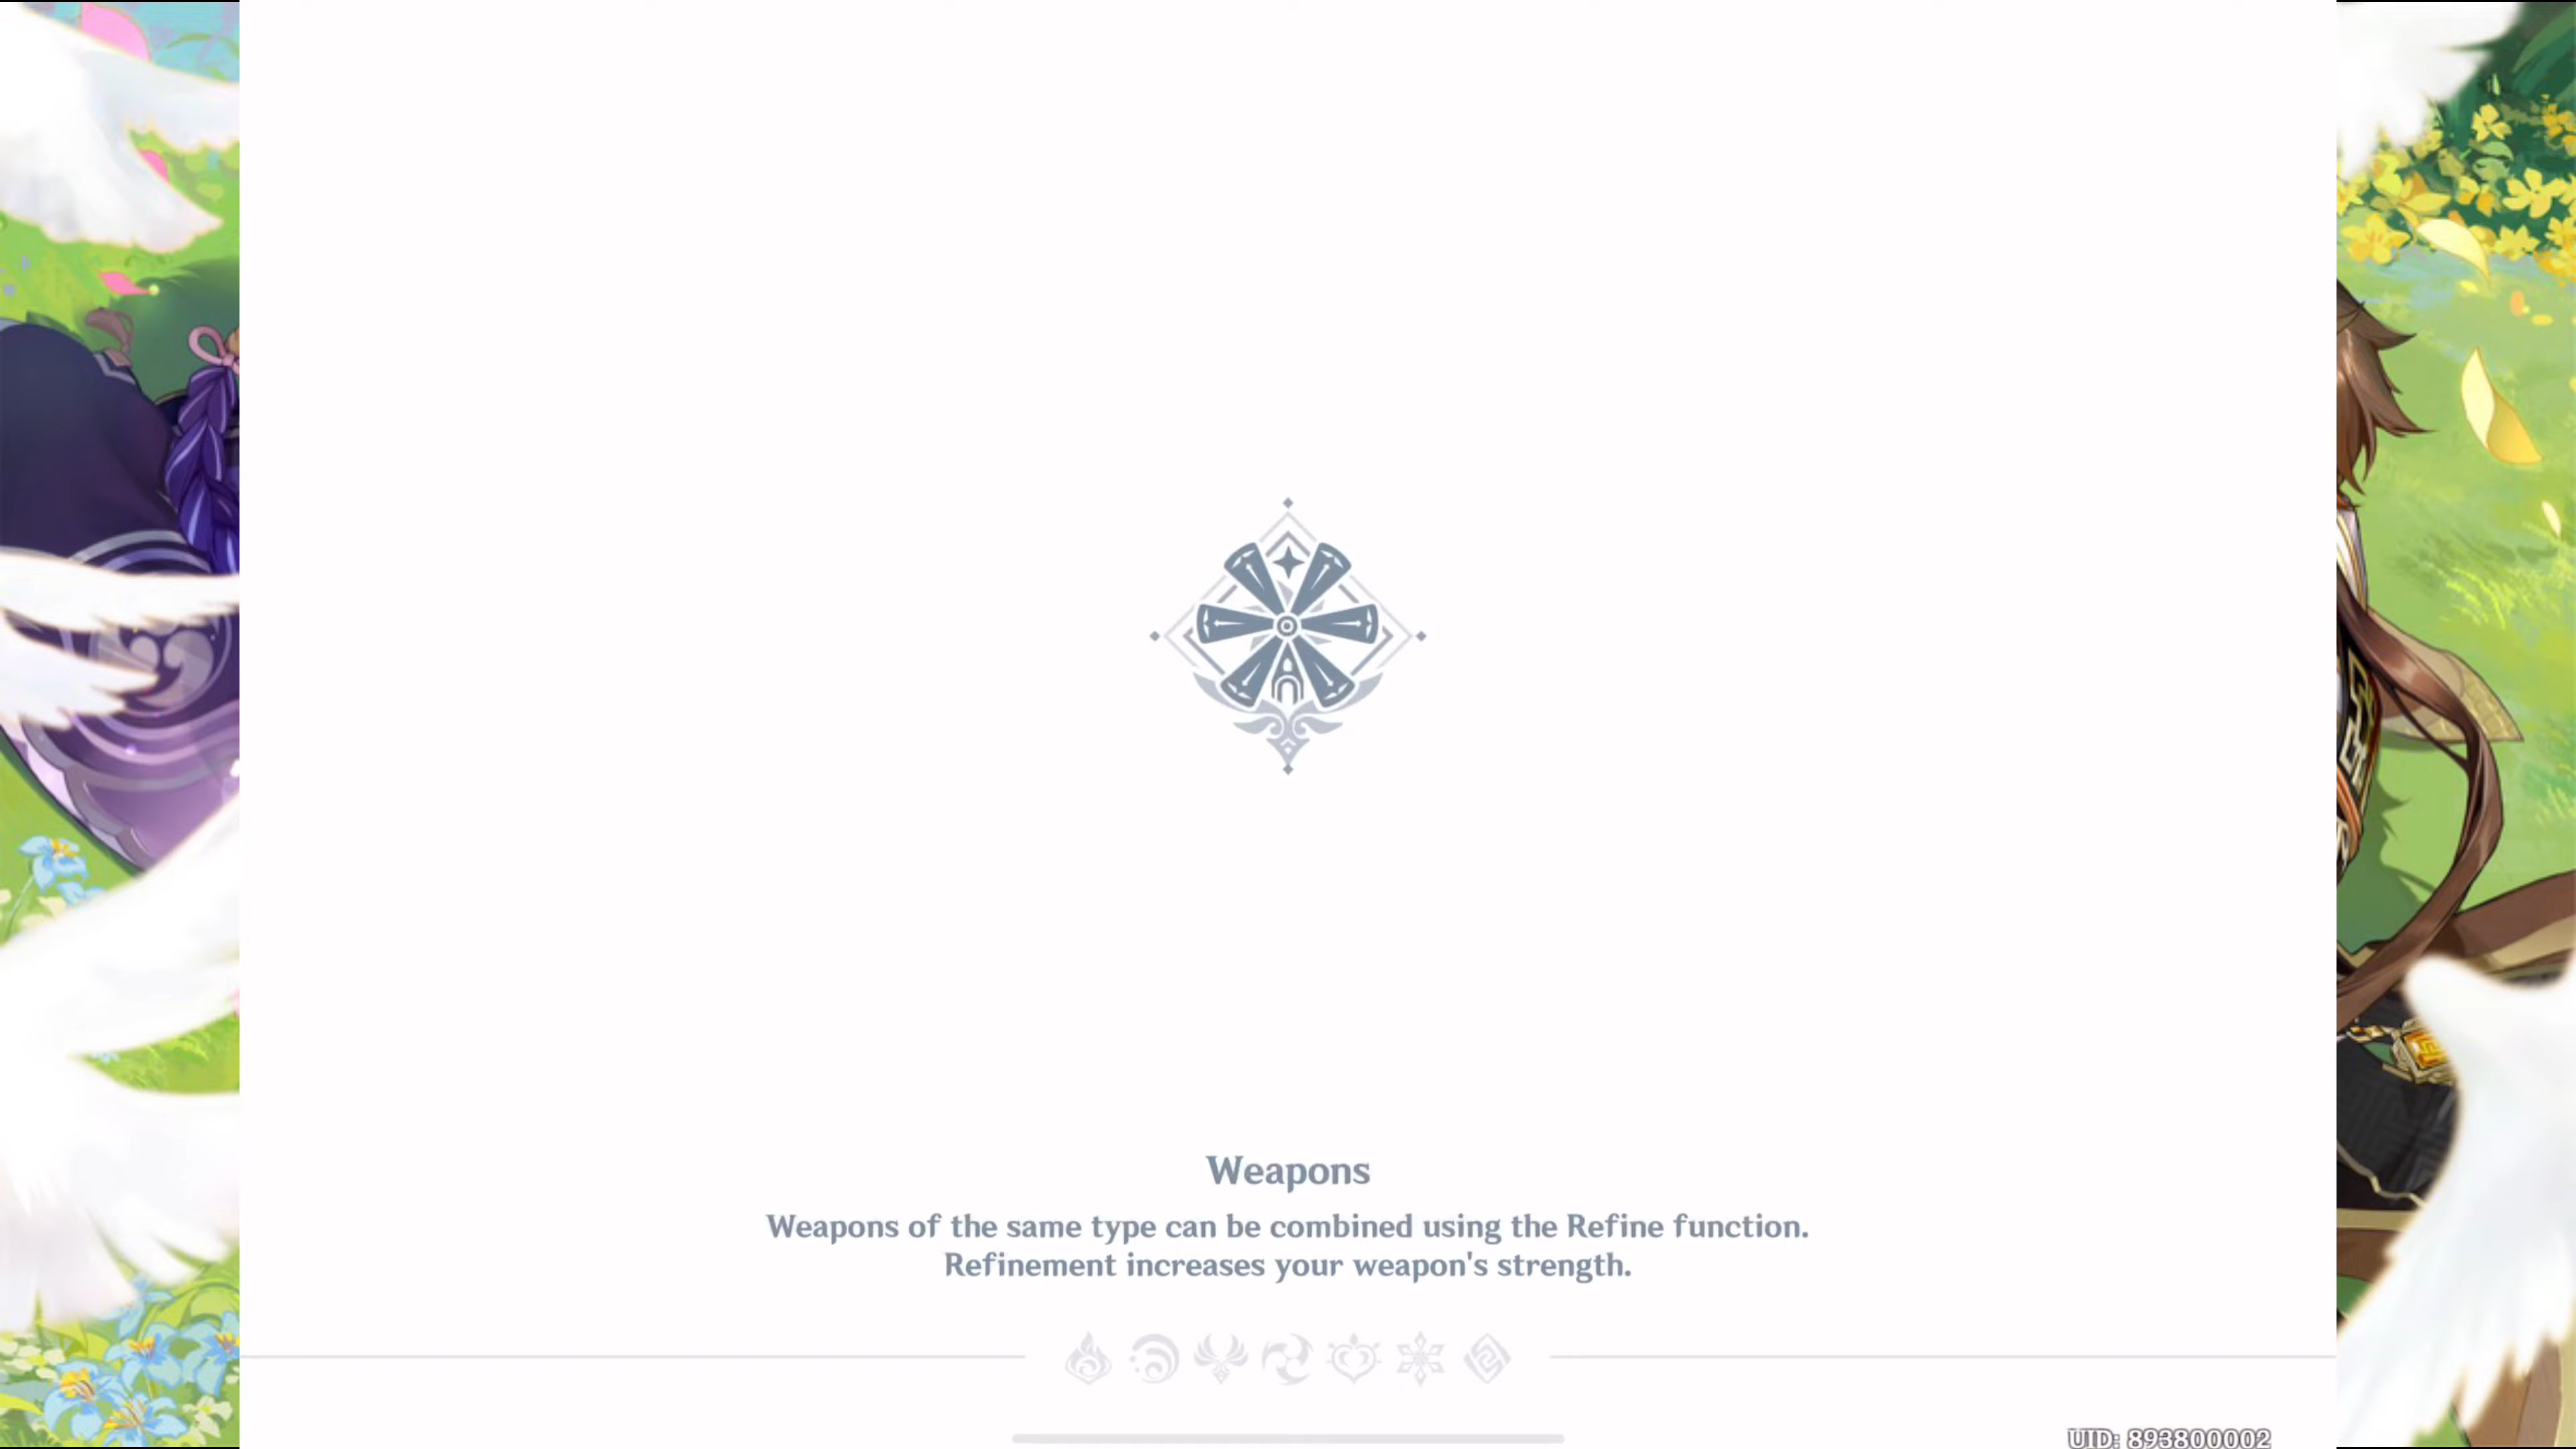 Weapons
Weapons of the same type can be combined using the Refine function.
Refinement increases your weapon's strength.
UID: 893800002